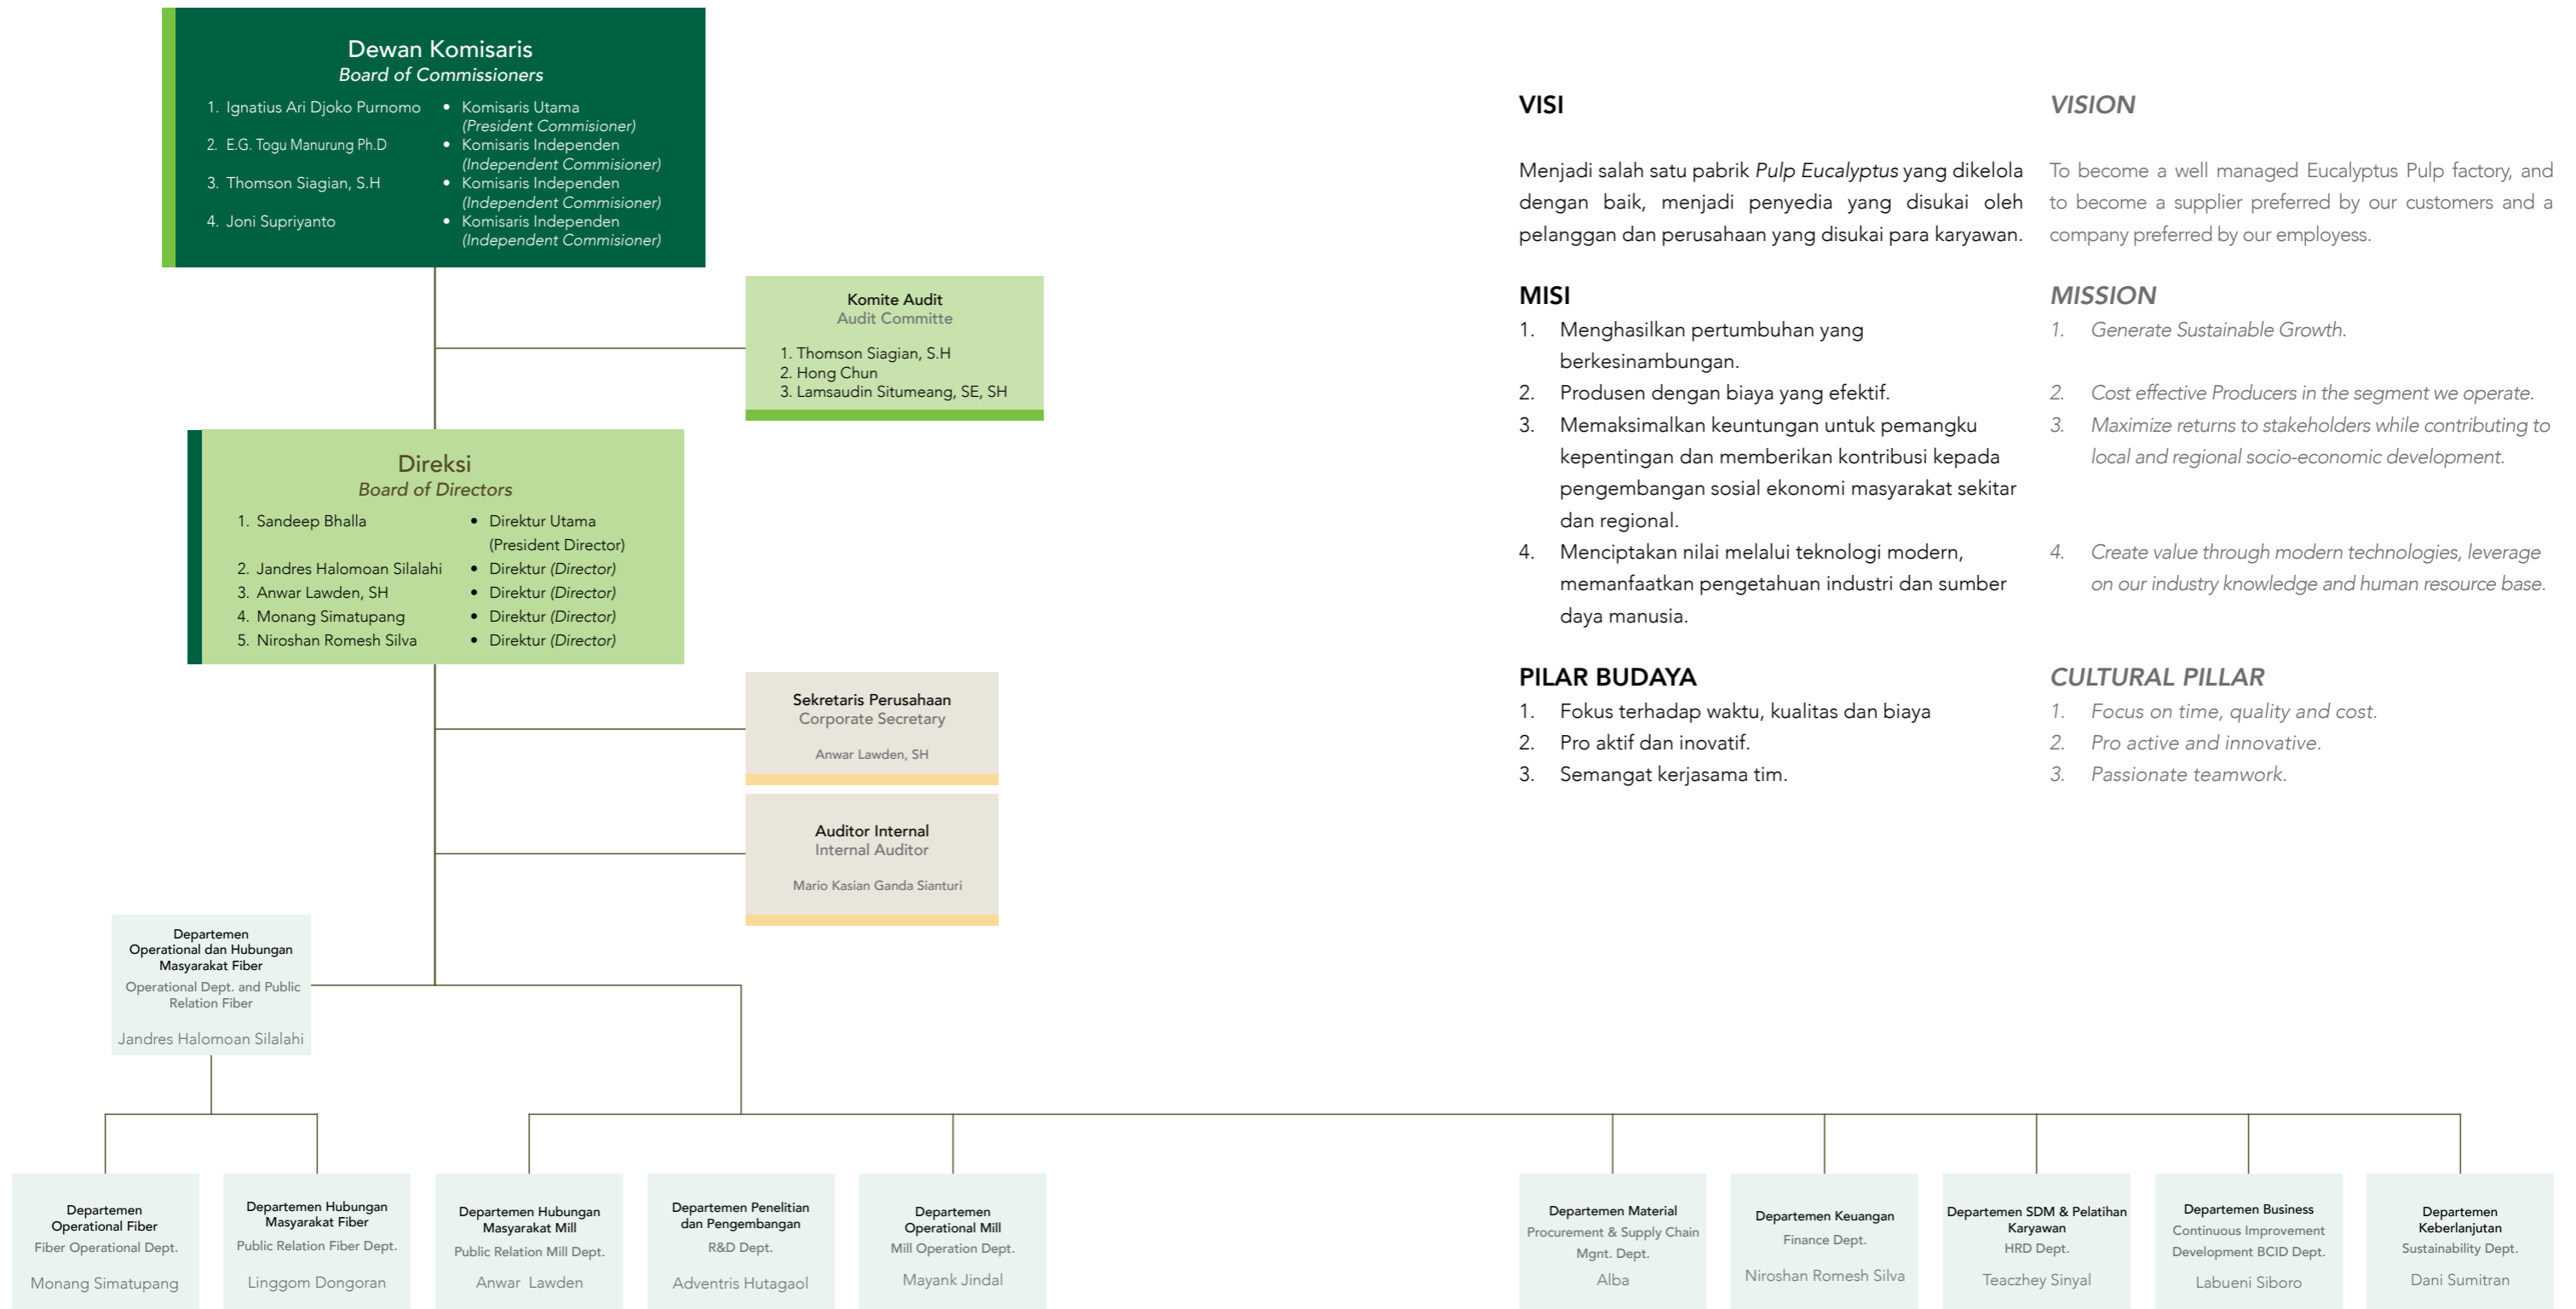 Dewan Komisaris
Board of Commissioners
1. Ignatius Ari Djoko Purnomo • Komisaris Utama
(President Commisioner)
2. E.G. Togu Manurung Ph.D • Komisaris Independen
(Independent Commisioner)
3. Thomson Siagian, S.H • Komisaris Independen
(Independent Commisioner)
4. Joni Supriyanto • Komisaris Independen
(Independent Commisioner)
Komite Audit
Audit Committe
1. Thomson Siagian, S.H
2. Hong Chun
3. Lamsaudin Situmeang, SE, SH
Direksi
Board of Directors
1. Sandeep Bhalla • Direktur Utama
(President Director)
2. Jandres Halomoan Silalahi • Direktur (Director)
3. Anwar Lawden, SH • Direktur (Director)
4. Monang Simatupang • Direktur (Director)
5. Niroshan Romesh Silva • Direktur (Director)
Sekretaris Perusahaan
Corporate Secretary
Anwar Lawden, SH
Auditor Internal
Internal Auditor
Mario Kasian Ganda Sianturi
Departemen
Operational dan Hubungan
Masyarakat Fiber
Operational Dept. and Public
Relation Fiber
Jandres Halomoan Silalahi
Departemen
Operational Fiber
Fiber Operational Dept.
Monang Simatupang
Departemen Hubungan
Masyarakat Fiber
Public Relation Fiber Dept.
Linggom Dongoran
Departemen Hubungan
Masyarakat Mill
Public Relation Mill Dept.
Anwar Lawden
Departemen Penelitian
dan Pengembangan
R&D Dept.
Adventris Hutagaol
Departemen
Operational Mill
Mill Operation Dept.
Mayank Jindal
Departemen Material
Procurement & Supply Chain
Mgnt. Dept.
Alba
Departemen Keuangan
Finance Dept.
Niroshan Romesh Silva
Departemen SDM & Pelatihan
Karyawan
HRD Dept.
Teaczhey Sinyal
Departemen Business
Continuous Improvement
Development BCID Dept.
Labueni Siboro
Departemen
Keberlanjutan
Sustainability Dept.
Dani Sumitran
VISI
Menjadi salah satu pabrik Pulp Eucalyptus yang dikelola
dengan baik, menjadi penyedia yang disukai oleh
pelanggan dan perusahaan yang disukai para karyawan.
MISI
1. Menghasilkan pertumbuhan yang
berkesinambungan.
2. Produsen dengan biaya yang efektif.
3. Memaksimalkan keuntungan untuk pemangku
kepentingan dan memberikan kontribusi kepada
pengembangan sosial ekonomi masyarakat sekitar
dan regional.
4. Menciptakan nilai melalui teknologi modern,
memanfaatkan pengetahuan industri dan sumber
daya manusia.
PILAR BUDAYA
1. Fokus terhadap waktu, kualitas dan biaya
2. Pro aktif dan inovatif.
3. Semangat kerjasama tim.
VISION
To become a well managed Eucalyptus Pulp factory, and
to become a supplier preferred by our customers and a
company preferred by our employess.
MISSION
1. Generate Sustainable Growth.
2. Cost effective Producers in the segment we operate.
3. Maximize returns to stakeholders while contributing to
local and regional socio-economic development.
4. Create value through modern technologies, leverage
on our industry knowledge and human resource base.
CULTURAL PILLAR
1. Focus on time, quality and cost.
2. Pro active and innovative.
3. Passionate teamwork.